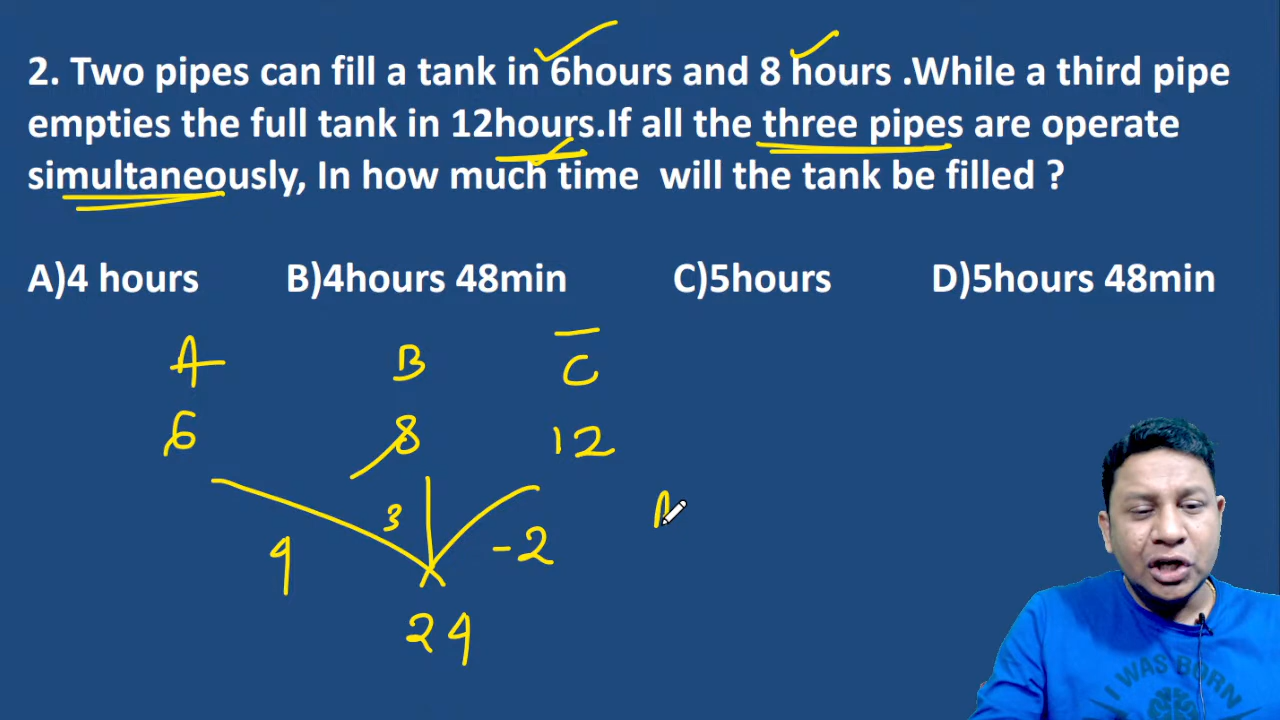 2. Two pipes can fill a tank in 6hours and 8 hours .While a third pipe
empties the full tank in 12hours.If all the three pipes are operate
simultaneously, In how much time will the tank be filled ?
A)4 hours B)4hours 48min C)5hours D)5hours 48min
A B C
6 8 12
4 3 -2
24
I WAS BORN